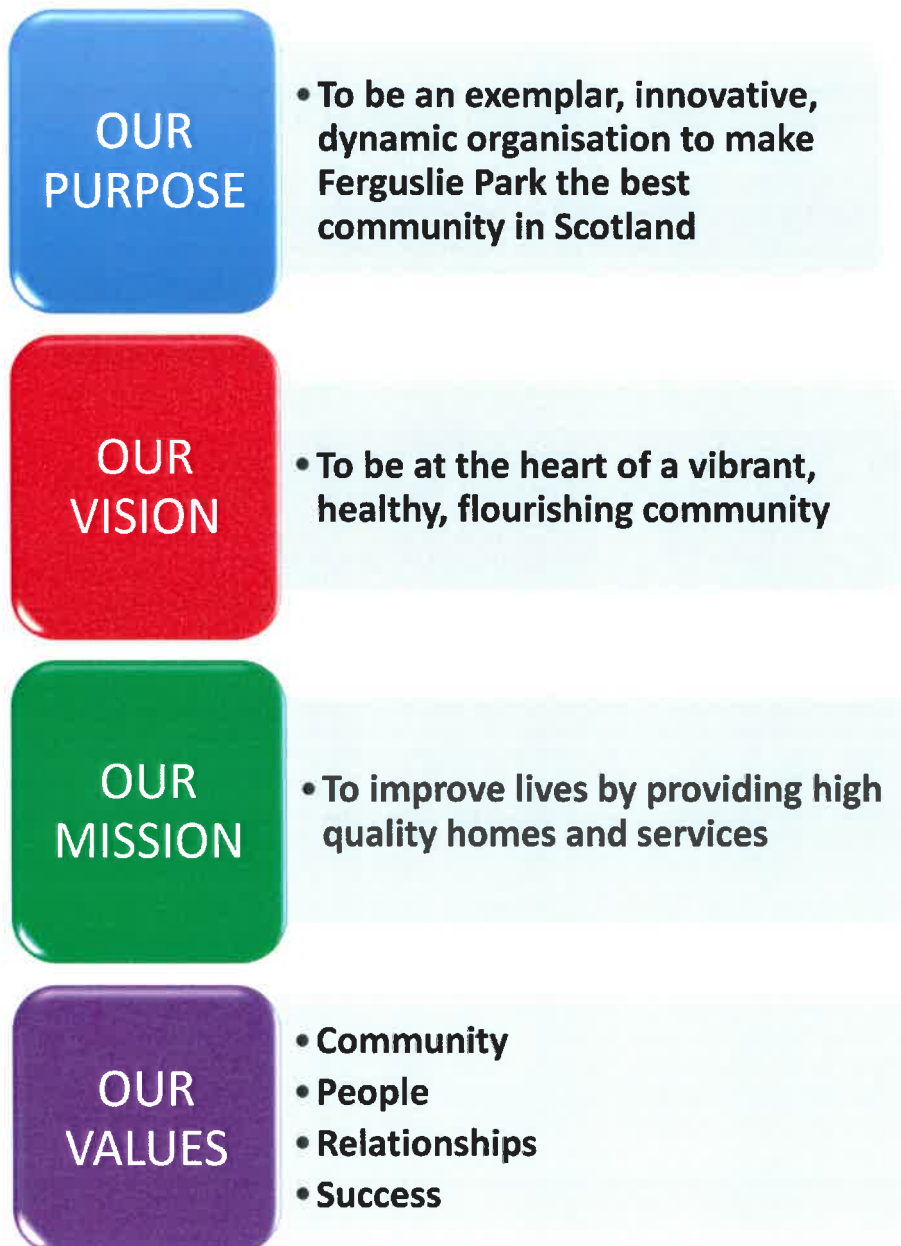 OUR
PURPOSE
• To be an exemplar, innovative,
dynamic organisation to make
Ferguslie Park the best
community in Scotland
OUR
VISION
• To be at the heart of a vibrant,
healthy, flourishing community
OUR
MISSION
• To improve lives by providing high
quality homes and services
OUR
VALUES
• Community
• People
• Relationships
• Success